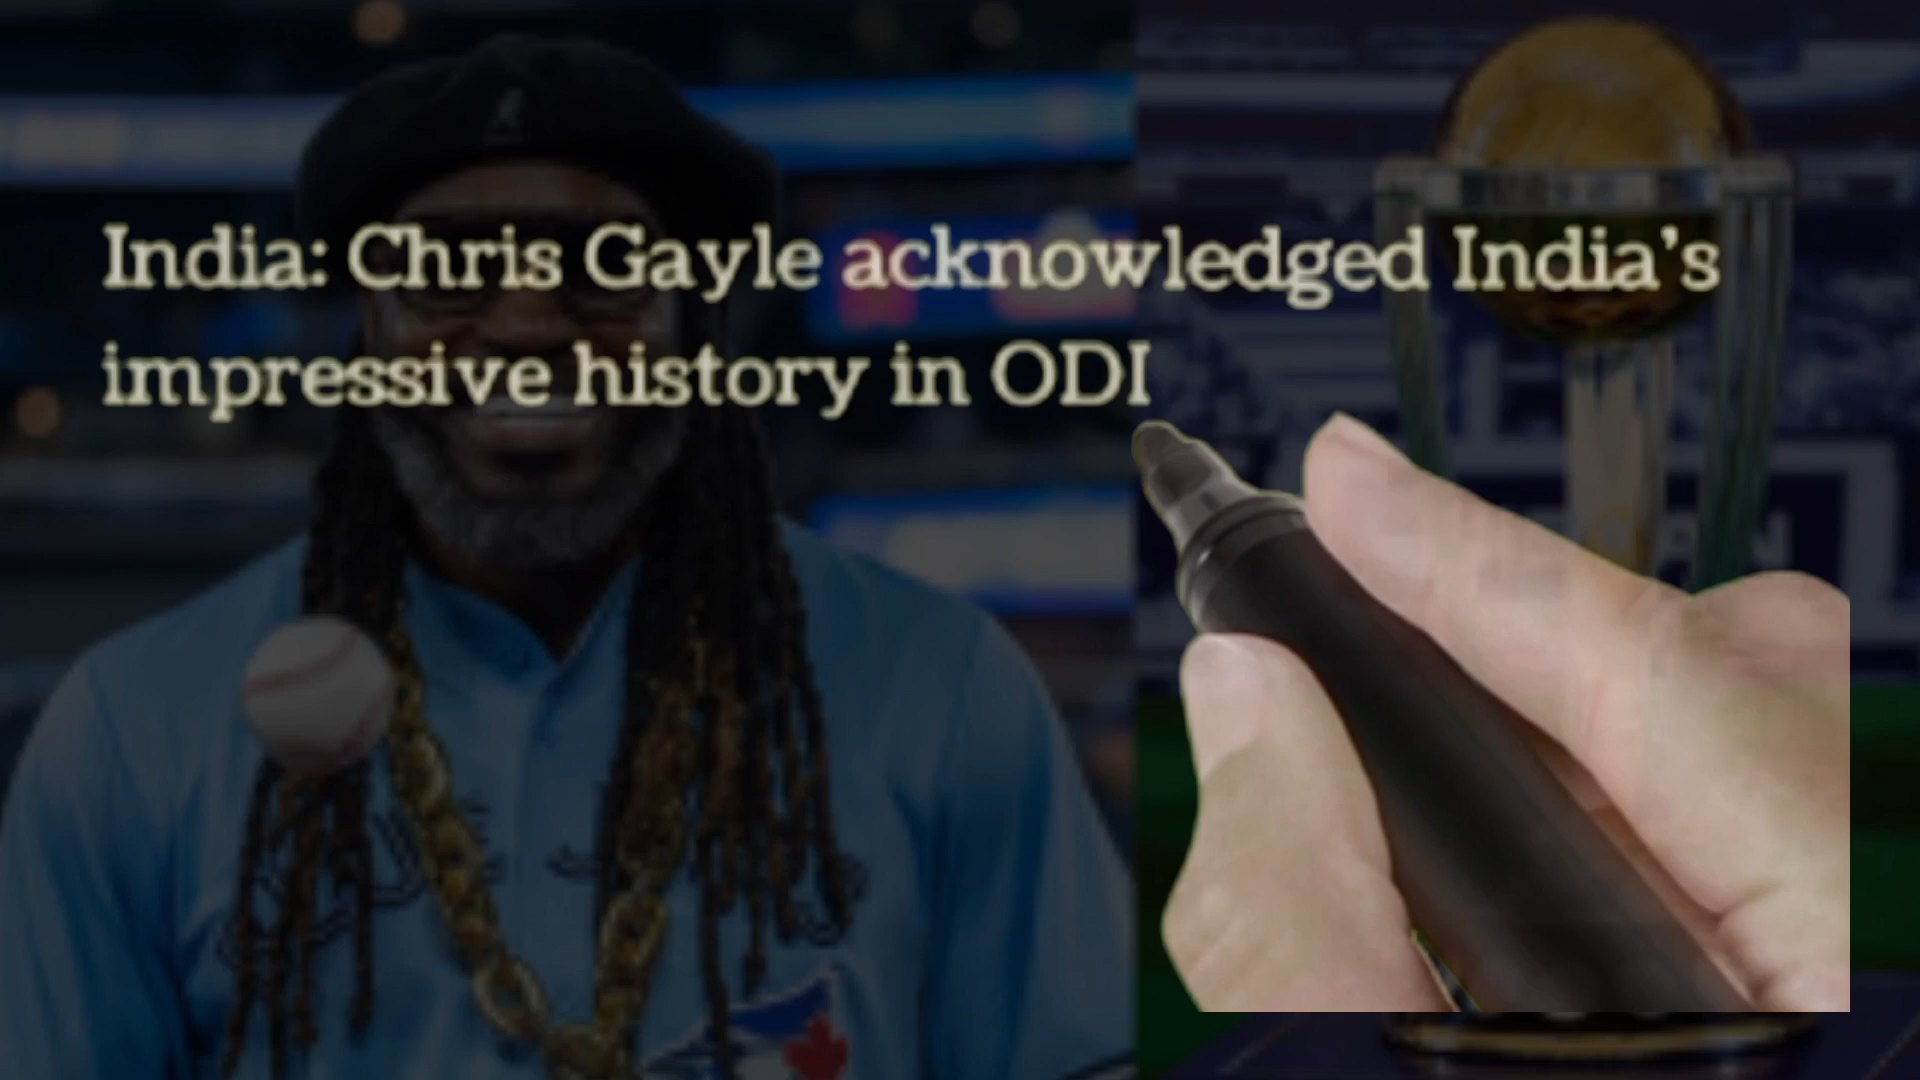 India: Chris Gayle acknowledged India’s
impressive history in ODI